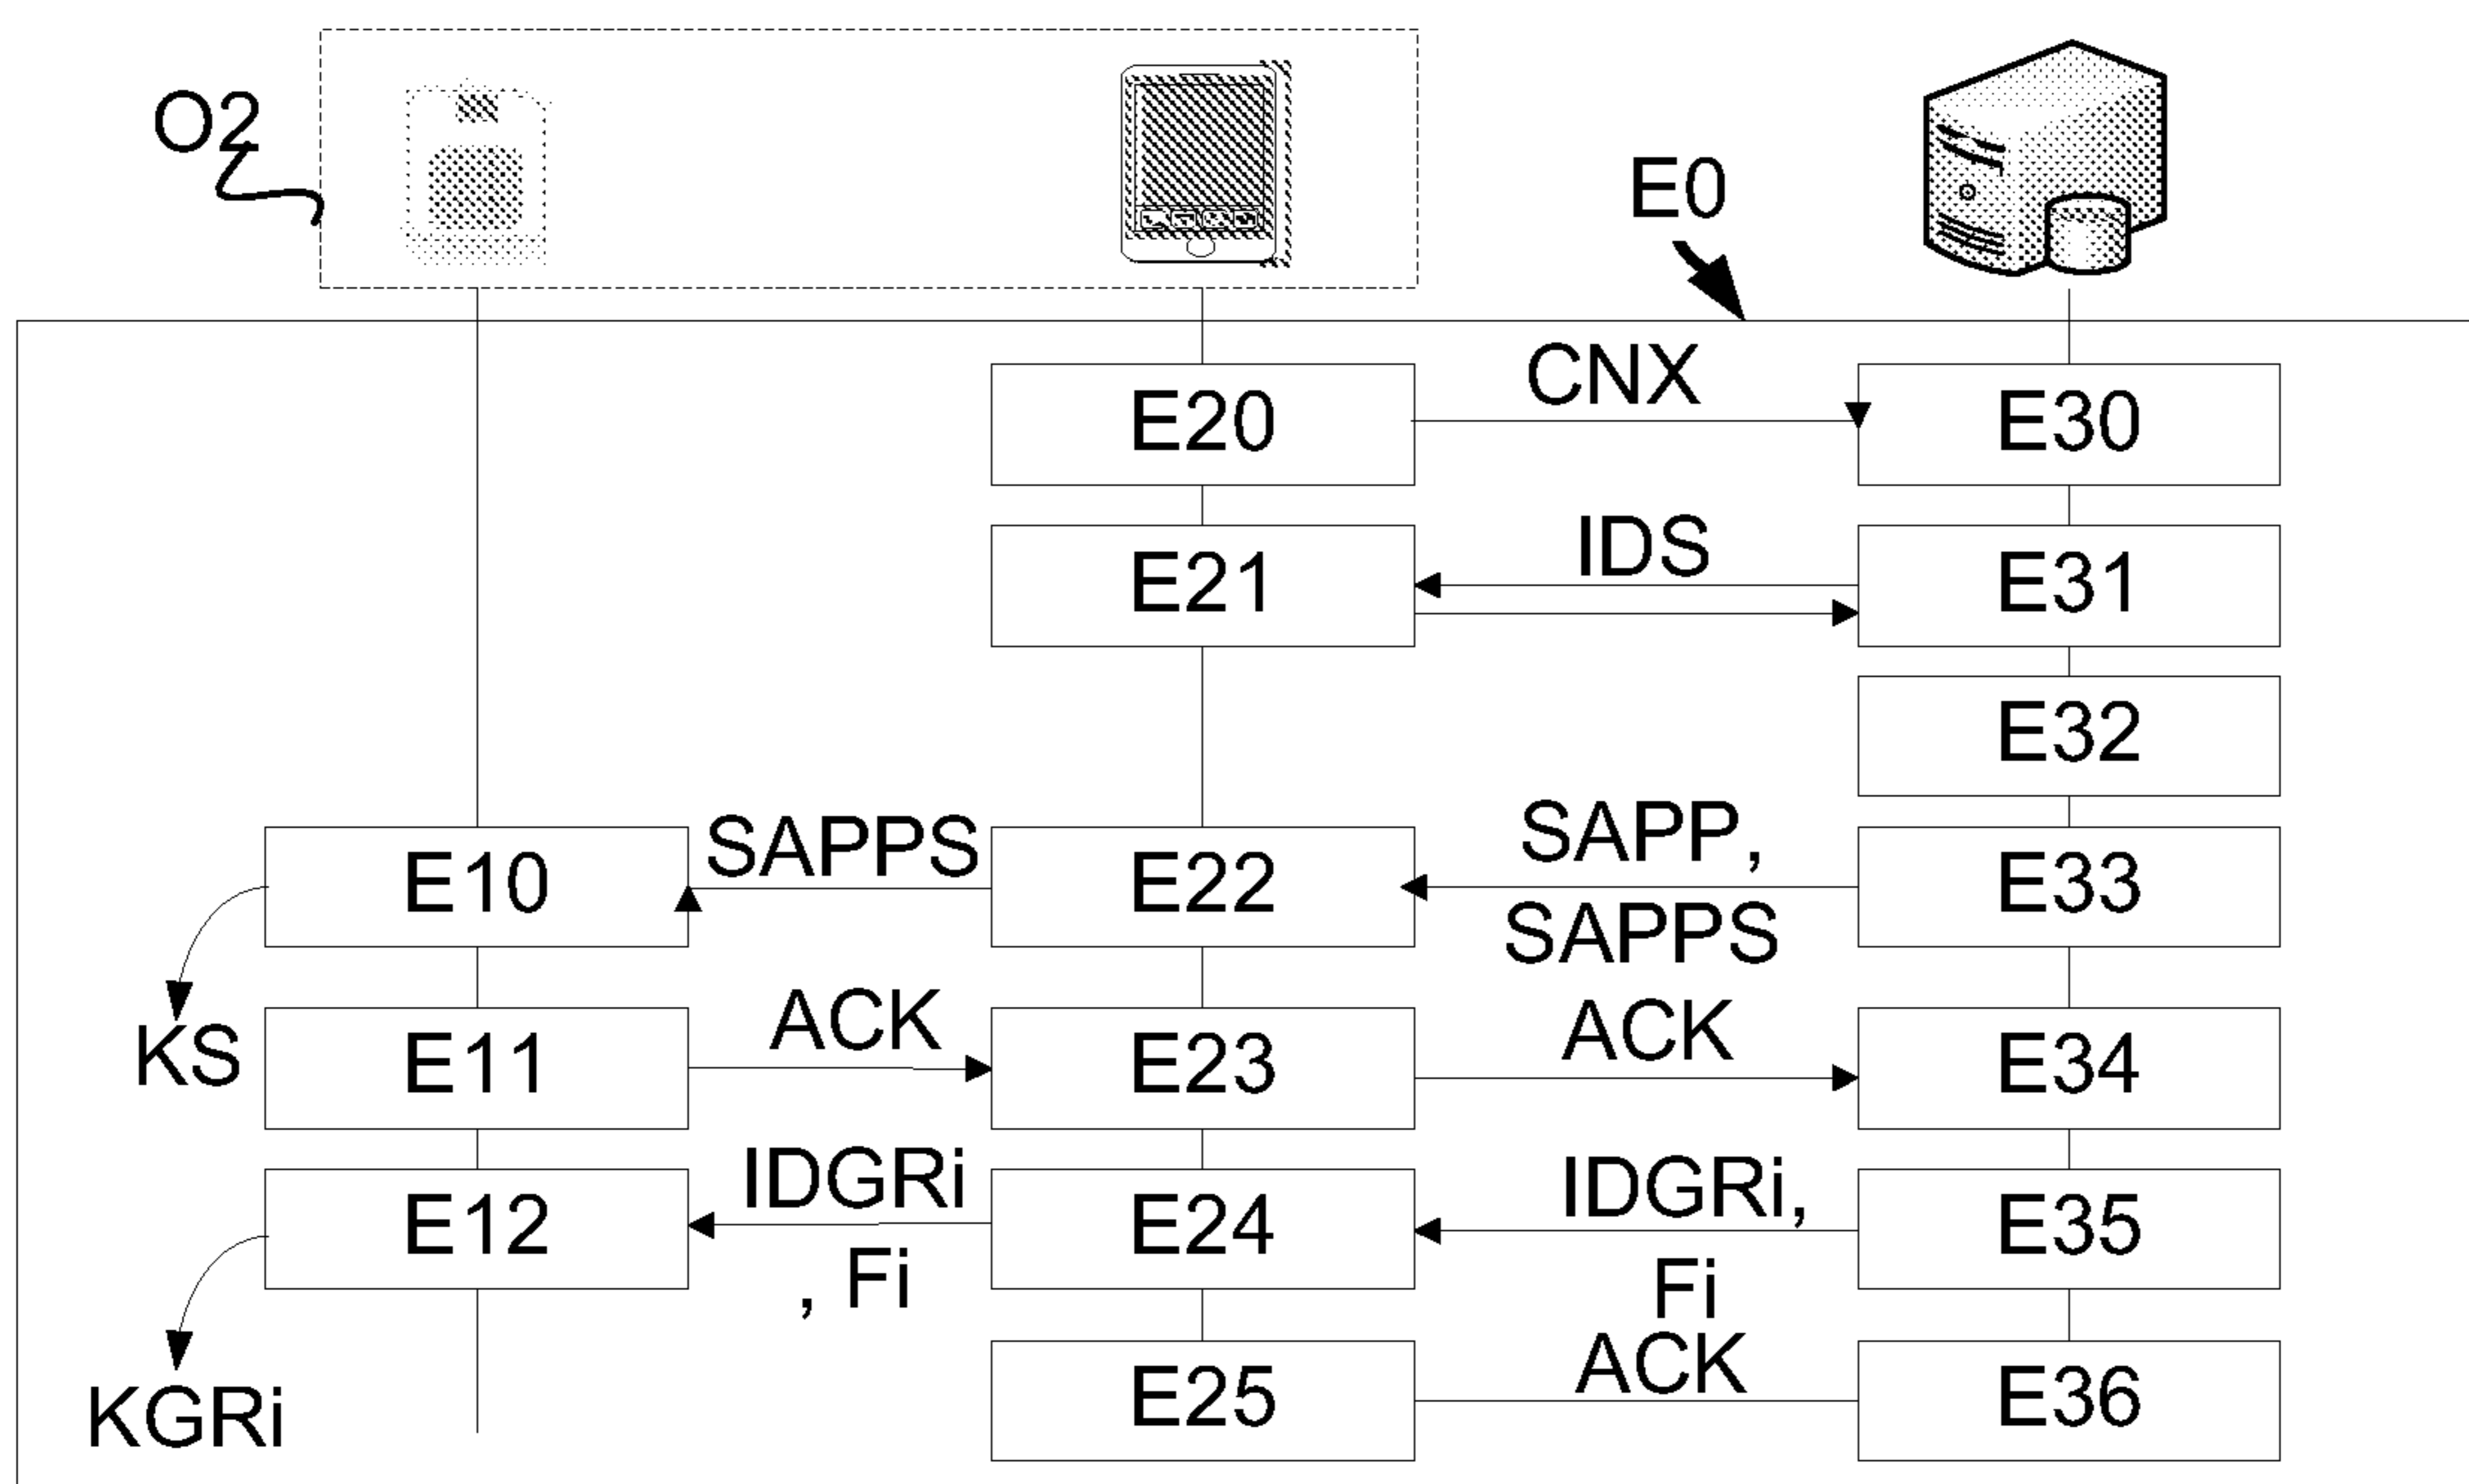 O2
E0
E20
CNX
E30
E21
IDS
E31
E32
E10
SAPPS
E22
SAPP,
SAPPS
E33
KS
E11
ACK
E23
ACK
E34
E12
IDGRi
, Fi
E24
IDGRi,
Fi
E35
KGRi
E25
ACK
E36